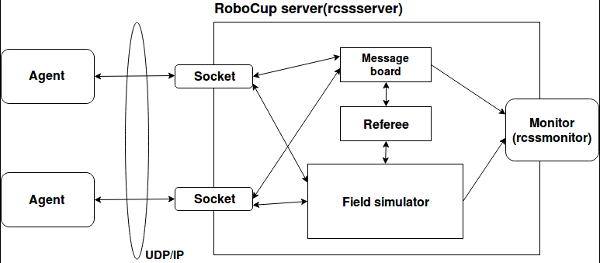 RoboCup server(rcssserver)
Agent
Socket
Message
board
Referee
Monitor
(rcssmonitor)
Agent
Socket
Field simulator
UDP/IP